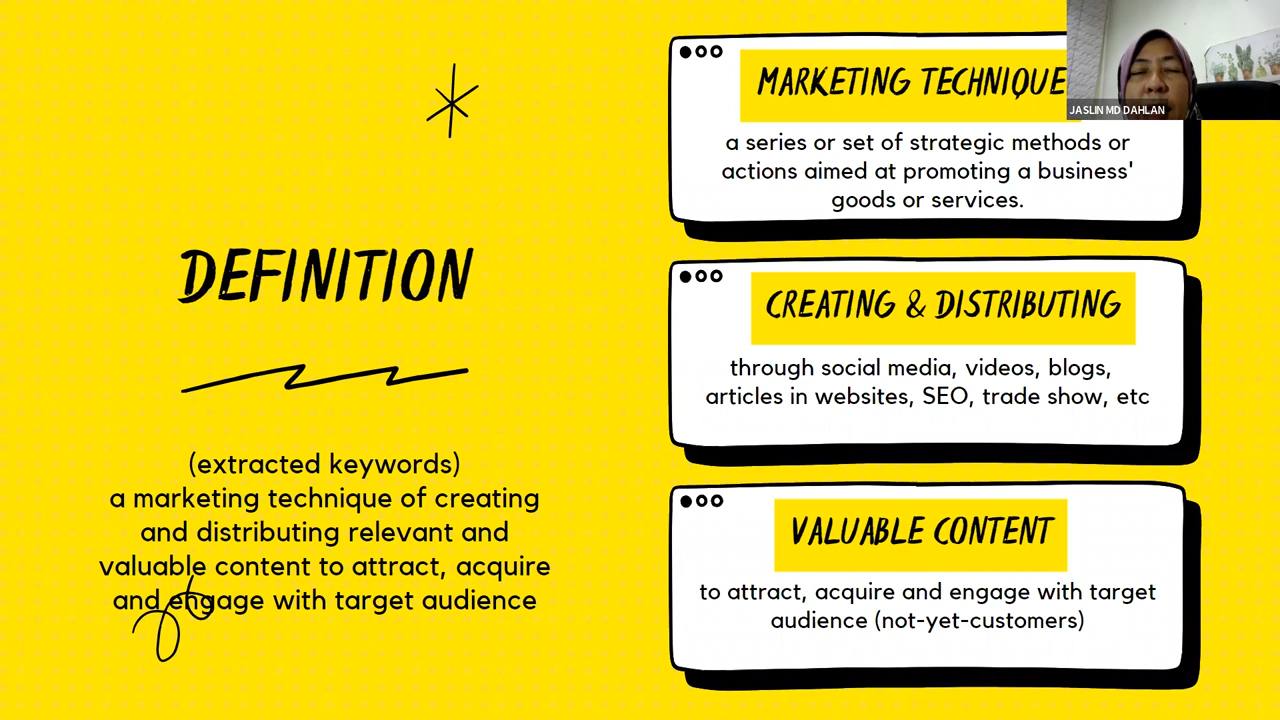 DEFINITION
(extracted keywords)
a marketing technique of creating
and distributing relevant and
valuable content to attract, acquire
and engage with target audience
MARKETING TECHNIQUE
a series or set of strategic methods or
actions aimed at promoting a business'
goods or services.
CREATING & DISTRIBUTING
through social media, videos, blogs,
articles in websites, SEO, trade show, etc
VALUABLE CONTENT
to attract, acquire and engage with target
audience (not-yet-customers)
JASLIN MD DAHLAN